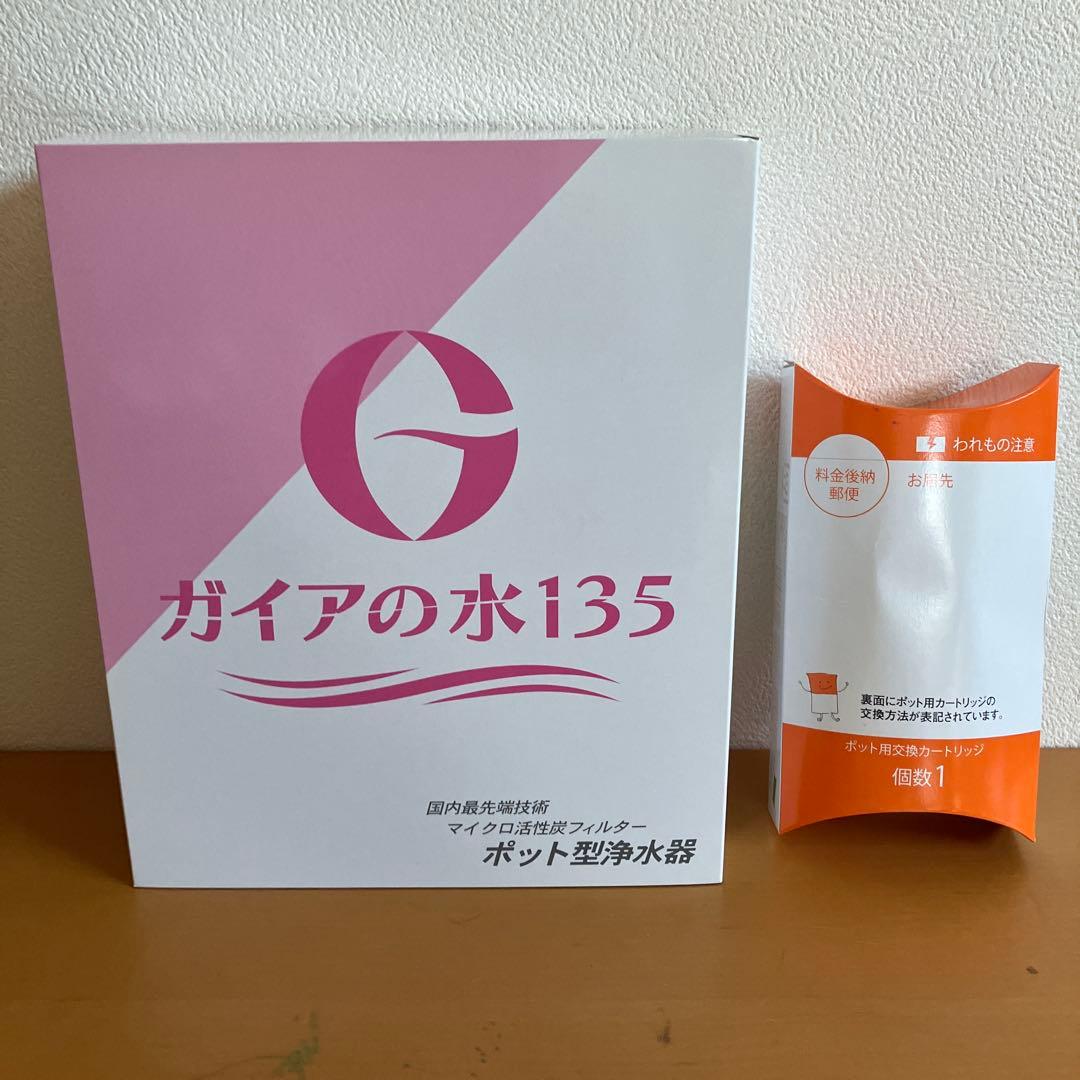 ガイアの水135
国内最先端技術
マイクロ活性炭フィルター
ポット型浄水器
われもの注意
料金後納
郵便
お届先
裏面にポット用カートリッジの
交換方法が表記されています。
ポット用交換カートリッジ
個数1